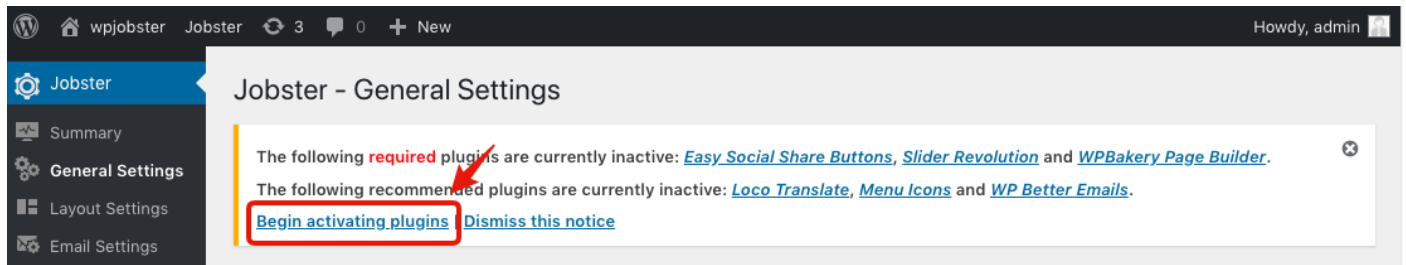 wpjobster Jobster 3 0 New Howdy, admin
Jobster
Summary
General Settings
Layout Settings
Email Settings
Jobster - General Settings
The following required plugins are currently inactive: Easy Social Share Buttons, Slider Revolution and WPBakery Page Builder.
The following recommended plugins are currently inactive: Loco Translate, Menu Icons and WP Better Emails.
Begin activating plugins | Dismiss this notice